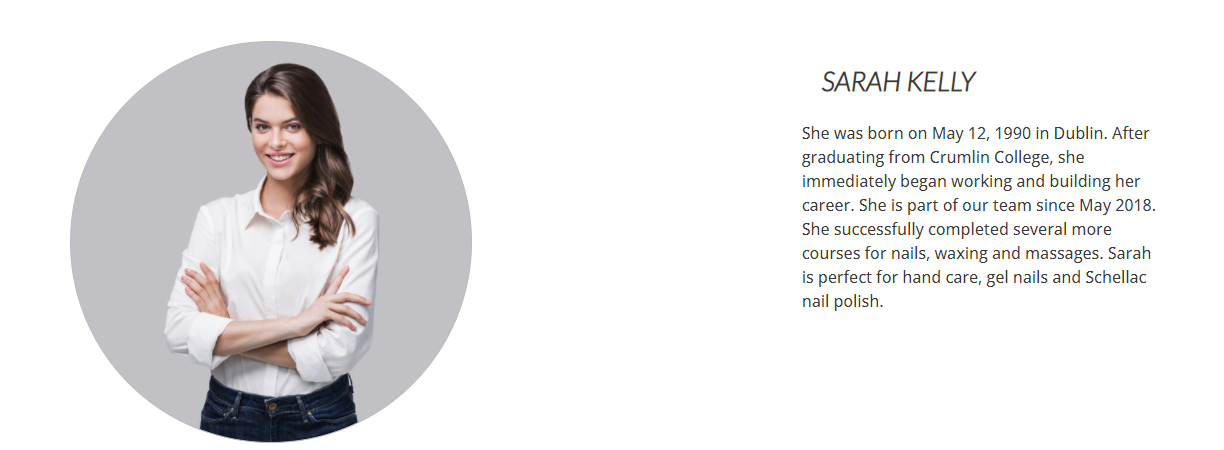 SARAH KELLY
She was born on May 12, 1990 in Dublin. After
graduating from Crumlin College, she
immediately began working and building her
career. She is part of our team since May 2018.
She successfully completed several more
courses for nails, waxing and massages. Sarah
is perfect for hand care, gel nails and Schellac
nail polish.